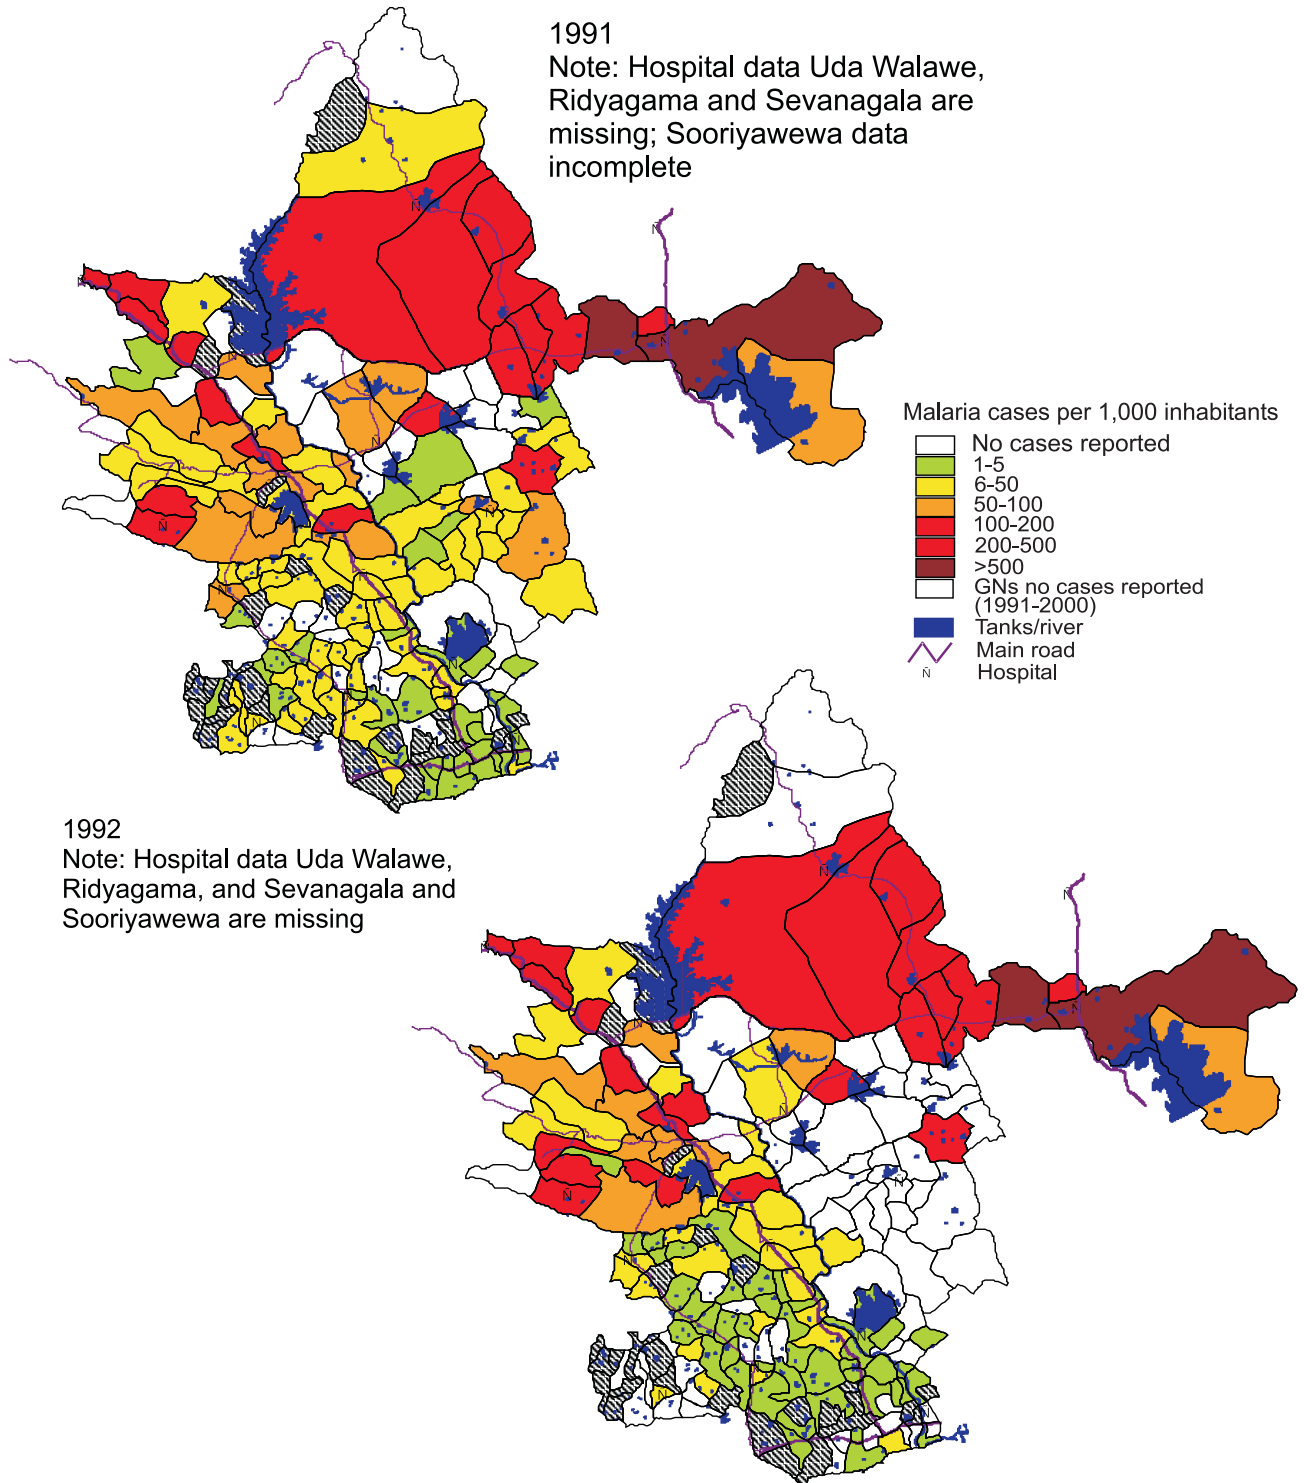 1991
Note: Hospital data Uda Walawe,
Ridyagama and Sevanagala are
missing; Sooriyawewa data
incomplete
Malaria cases per 1,000 inhabitants
No cases reported
1-5
6-50
50-100
100-200
200-500
>500
GNs no cases reported
(1991-2000)
Tanks/river
Main road
Ñ Hospital
1992
Note: Hospital data Uda Walawe,
Ridyagama, and Sevanagala and
Sooriyawewa are missing